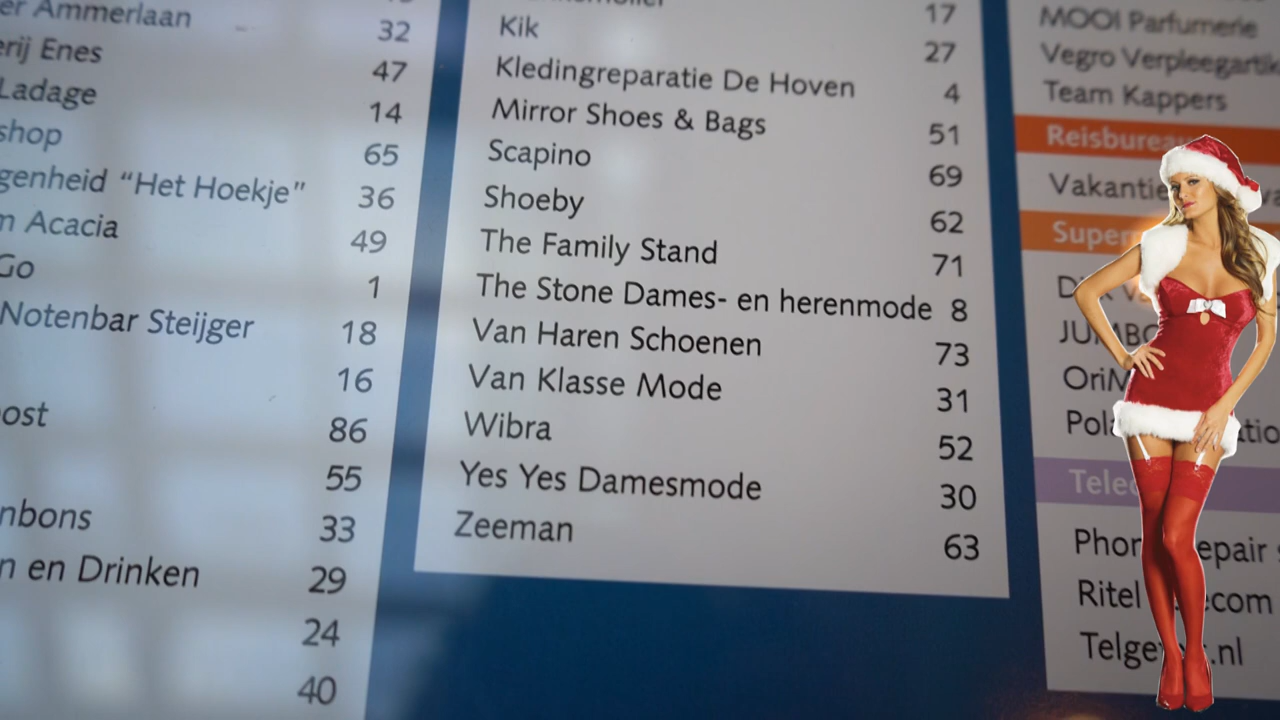 er Ammerlaan 32
erij Enes 47
Ladage 14
shop 65
genheid “Het Hoekje” 36
m Acacia 49
Go 1
Notenbar Steijger 18
16
oost 86
55
nbons 33
n en Drinken 29
24
40
17
Kik 27
Kledingreparatie De Hoven 4
Mirror Shoes & Bags 51
Scapino 69
Shoeby 62
The Family Stand 71
The Stone Dames- en herenmode 8
Van Haren Schoenen 73
Van Klasse Mode 31
Wibra 52
Yes Yes Damesmode 30
Zeeman 63
MOOI Parfumerie
Vegro Verpleegartik
Team Kappers
Reisbureau
Vakantie
Super
JUMBO
OriM
Pol
Telec
Phon epair
Ritel ecom
Telge .nl